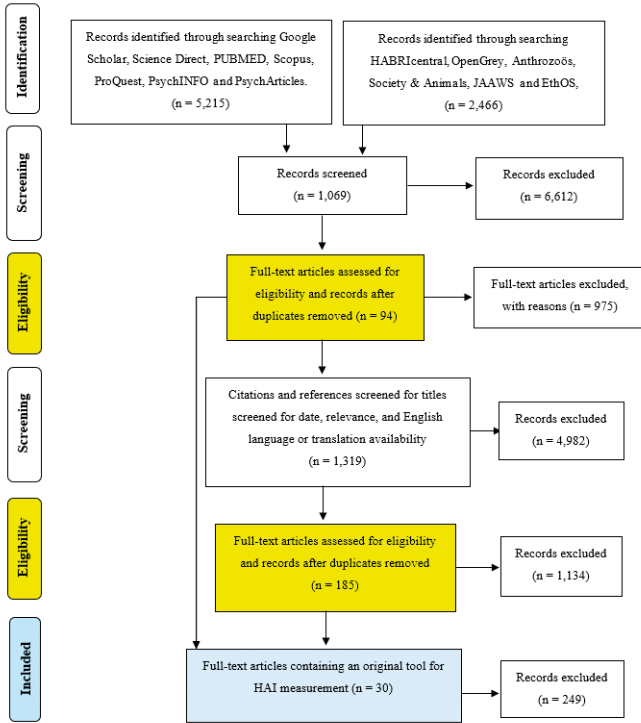 Identification
Records identified through searching Google
Scholar, Science Direct, PUBMED, Scopus,
ProQuest, PsychINFO and PsychArticles.
(n = 5,215)
Records identified through searching
HABRIcentral, OpenGrey, Anthrozoös,
Society & Animals, JAAWS and EthOS,
(n = 2,466)
Screening
Records screened
(n = 1,069)
Records excluded
(n = 6,612)
Eligibility
Full-text articles assessed for
eligibility and records after
duplicates removed (n = 94)
Full-text articles excluded,
with reasons (n = 975)
Screening
Citations and references screened for titles
screened for date, relevance, and English
language or translation availability
(n = 1,319)
Records excluded
(n = 4,982)
Eligibility
Full-text articles assessed for eligibility
and records after duplicates removed
(n = 185)
Records excluded
(n = 1,134)
Included
Full-text articles containing an original tool for
HAI measurement (n = 30)
Records excluded
(n = 249)